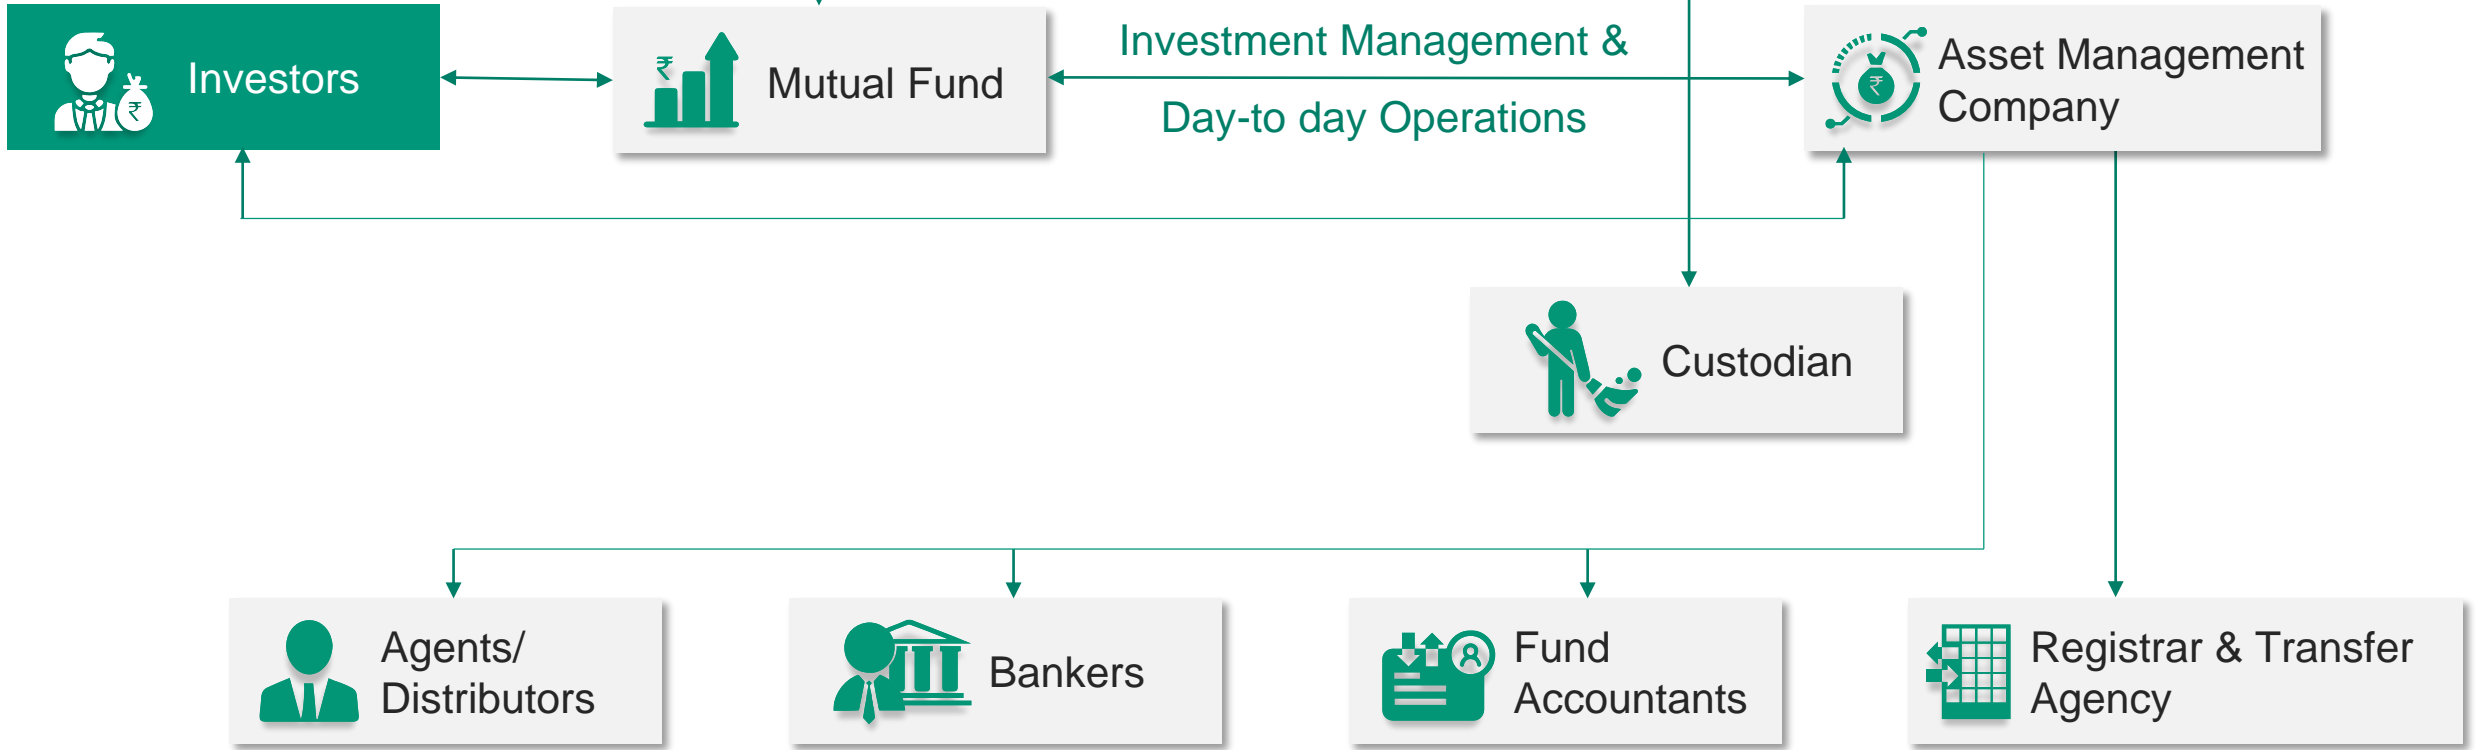 Investors
₹
₹
Mutual Fund
Investment Management &
Day-to day Operations
₹
Asset Management
Company
Custodian
Agents/
Distributors
Bankers
Fund
Accountants
Registrar & Transfer
Agency